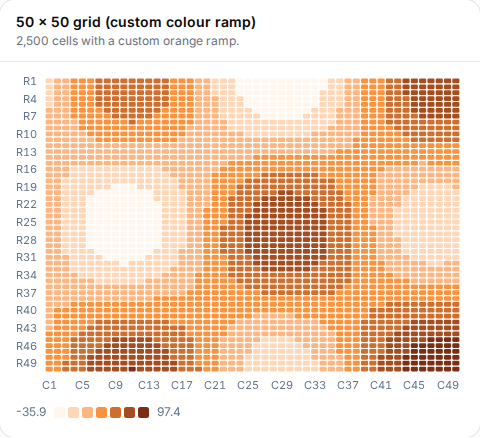 50 × 50 grid (custom colour ramp)
2,500 cells with a custom orange ramp.
R1
R4
R7
R10
R13
R16
R19
R22
R25
R28
R31
R34
R37
R40
R43
R46
R49
C1 C5 C9 C13 C17 C21 C25 C29 C33 C37 C41 C45 C49
-35.9 97.4